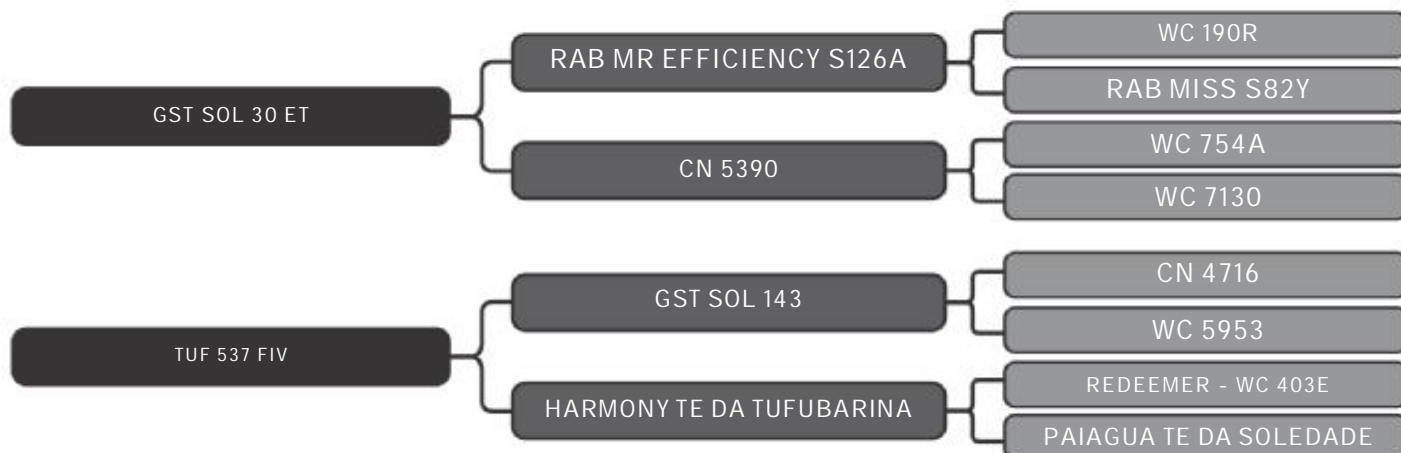 WC 190R
RAB MR EFFICIENCY S126A
RAB MISS S82Y
GST SOL 30 ET
WC 754A
CN 5390
WC 7130
CN 4716
GST SOL 143
WC 5953
TUF 537 FIV
REDEEMER - WC 403E
HARMONY TE DA TUFUBARINA
PAIAGUA TE DA SOLEDADE